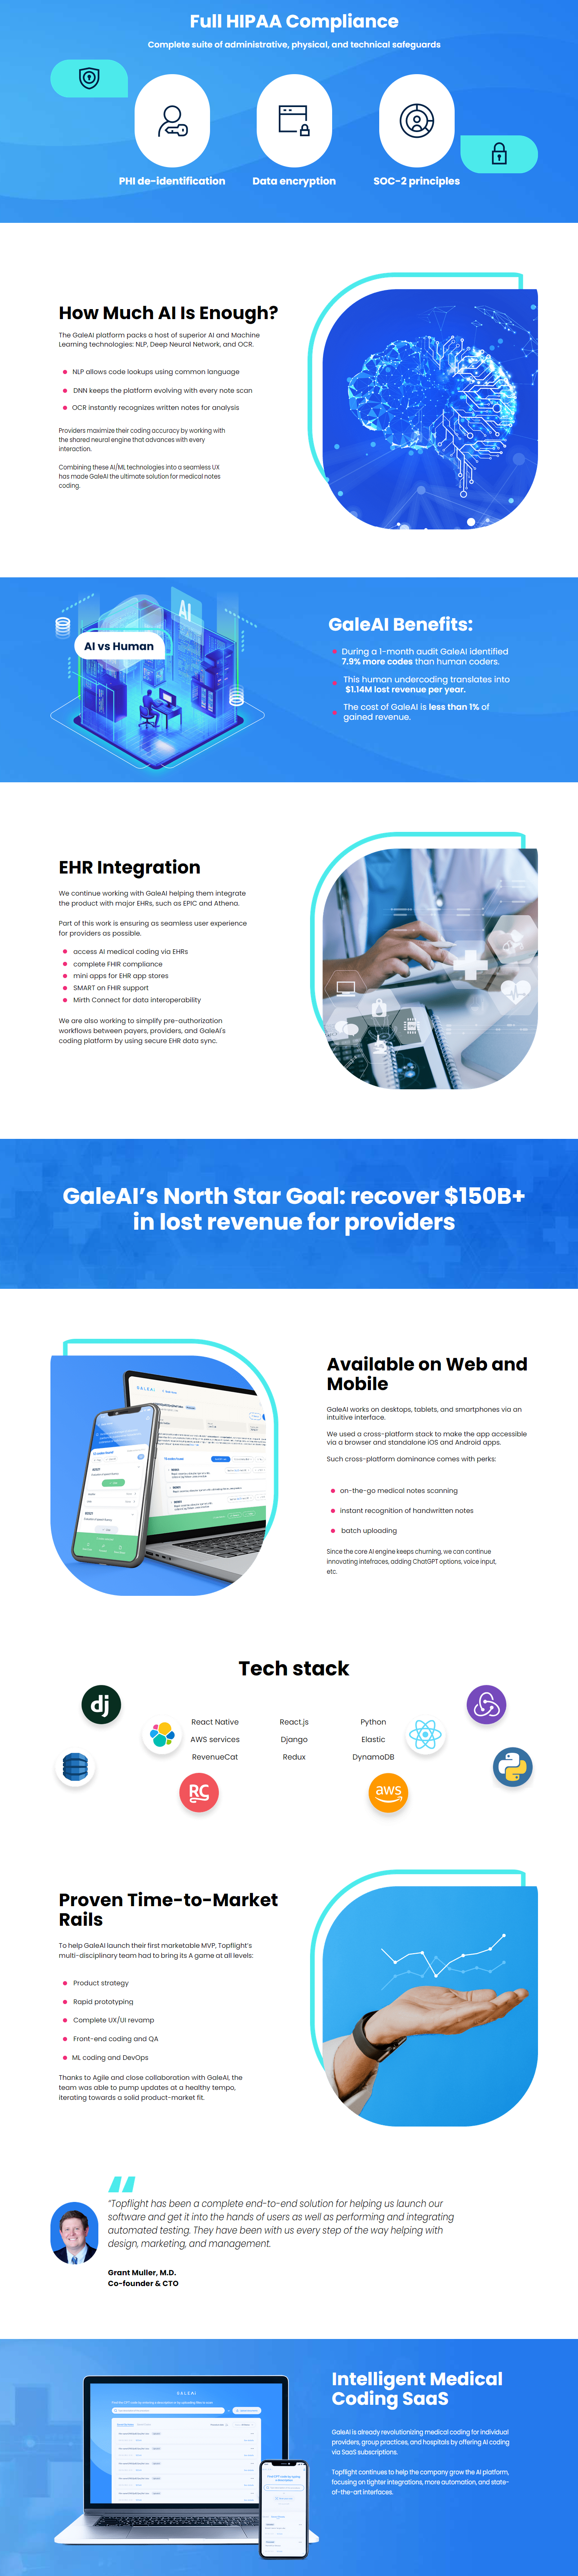 Full HIPAA Compliance
Complete suite of administrative, physical, and technical safeguards
PHI de-identification
Data encryption
SOC-2 principles
How Much AI Is Enough?
The GaleAI platform packs a host of superior AI and Machine
Learning technologies: NLP, Deep Neural Network, and OCR.
NLP allows code lookups using common language
DNN keeps the platform evolving with every note scan
OCR instantly recognizes written notes for analysis
Providers maximize their coding accuracy by working with
the shared neural engine that advances with every
interaction.
Combining these AI/ML technologies into a seamless UX
has made GaleAI the ultimate solution for medical notes
coding.
AI
AI vs Human
GaleAI Benefits:
During a 1-month audit GaleAI identified
7.9% more codes than human coders.
This human undercoding translates into
$1.14M lost revenue per year.
The cost of GaleAI is less than 1% of
gained revenue.
EHR Integration
We continue working with GaleAI helping them integrate
the product with major EHRs, such as EPIC and Athena.
Part of this work is ensuring as seamless user experience
for providers as possible.
access AI medical coding via EHRs
complete FHIR compliance
mini apps for EHR app stores
SMART on FHIR support
Mirth Connect for data interoperability
We are also working to simplify pre-authorization
workflows between payers, providers, and GaleAI's
coding platform by using secure EHR data sync.
GaleAI's North Star Goal: recover $150B+
in lost revenue for providers
Available on Web and
Mobile
GaleAI works on desktops, tablets, and smartphones via an
intuitive interface.
We used a cross-platform stack to make the app accessible
via a browser and standalone iOS and Android apps.
Such cross-platform dominance comes with perks:
on-the-go medical notes scanning
instant recognition of handwritten notes
batch uploading
Since the core AI engine keeps churning, we can continue
innovating intefraces, adding ChatGPT options, voice input,
etc.
Tech stack
dj
React Native
React.js
Python
AWS services
Django
Elastic
RevenueCat
Redux
DynamoDB
RC
aws
Proven Time-to-Market
Rails
To help GaleAI launch their first marketable MVP, Topflight's
multi-disciplinary team had to bring its A game at all levels:
Product strategy
Rapid prototyping
Complete UX/UI revamp
Front-end coding and QA
ML coding and DevOps
Thanks to Agile and close collaboration with GaleAI, the
team was able to pump updates at a healthy tempo,
iterating towards a solid product-market fit.
"Topflight has been a complete end-to-end solution for helping us launch our
software and get it into the hands of users as well as performing and integrating
automated testing. They have been with us every step of the way helping with
design, marketing, and management.
Grant Muller, M.D.
Co-founder & CTO
GALEAI
Intelligent Medical
Coding SaaS
GaleAI is already revolutionizing medical coding for individual
providers, group practices, and hospitals by offering AI coding
via SaaS subscriptions.
Topflight continues to help the company grow the AI platform,
focusing on tighter integrations, more automation, and state-
of-the-art interfaces.